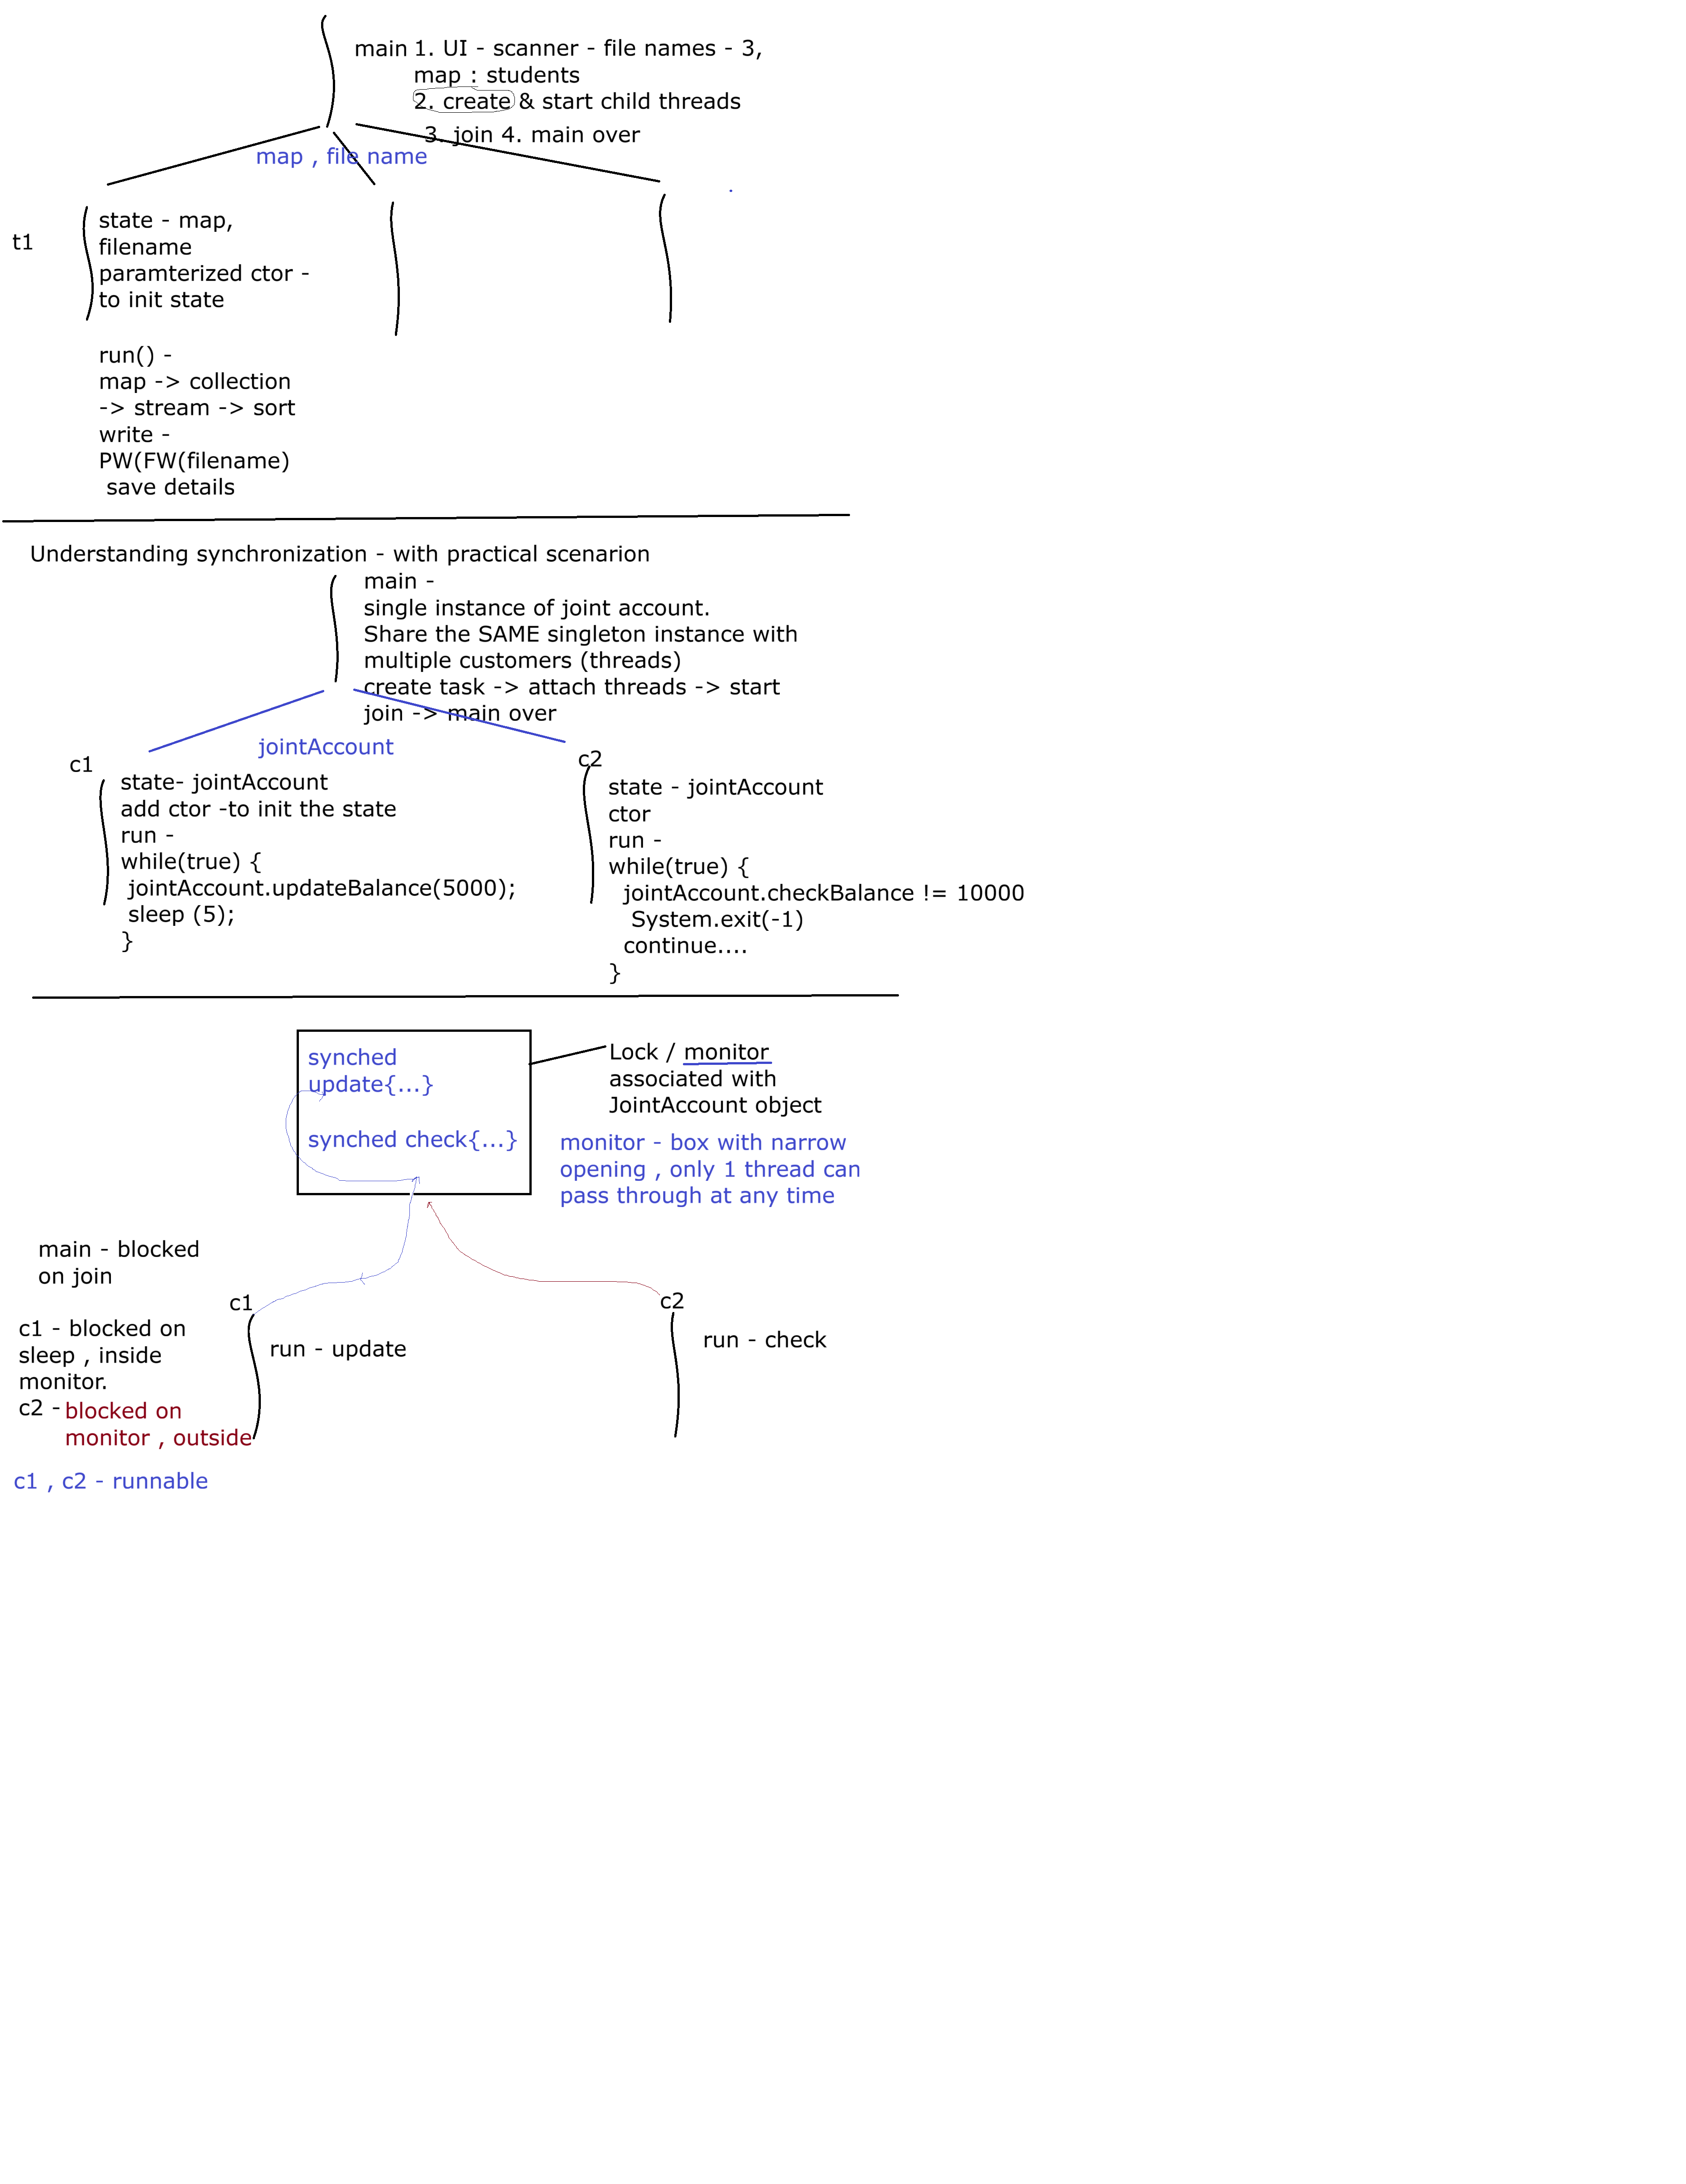 main 1. UI - scanner - file names - 3,
map : students
2. create & start child threads
3. join 4. main over
map , file name
t1
state - map,
filename
paramterized ctor -
to init state
run() -
map -> collection
-> stream -> sort
write -
PW(FW(filename)
save details
Understanding synchronization - with practical scenarion
main -
single instance of joint account.
Share the SAME singleton instance with
multiple customers (threads)
create task -> attach threads -> start
join -> main over
jointAccount
c1
state- jointAccount
add ctor -to init the state
run -
while(true) {
jointAccount.updateBalance(5000);
sleep (5);
}
c2
state - jointAccount
ctor
run -
while(true) {
jointAccount.checkBalance != 10000
System.exit(-1)
continue....
}
synched
update{...}
synched check{...}
Lock / monitor
associated with
JointAccount object
monitor - box with narrow
opening , only 1 thread can
pass through at any time
main - blocked
on join
c1 - blocked on
sleep , inside
monitor.
c2 - blocked on
monitor , outside
c1 , c2 - runnable
c1
run - update
c2
run - check